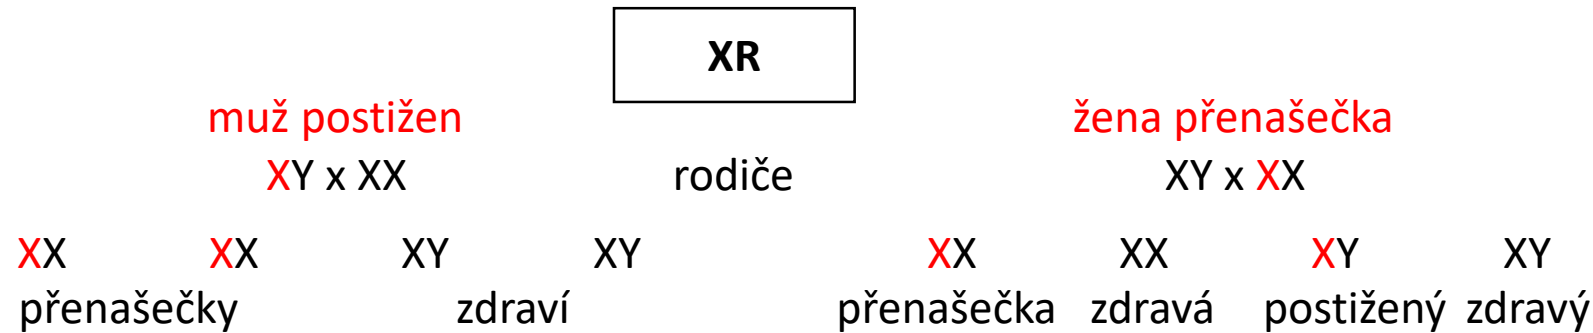 XR
muž postižen žena přenašečka
XY x XX rodiče XY x XX
XX XX XY XY XX XX XY XY
přenašečky zdraví přenašečka zdravá postižený zdravý